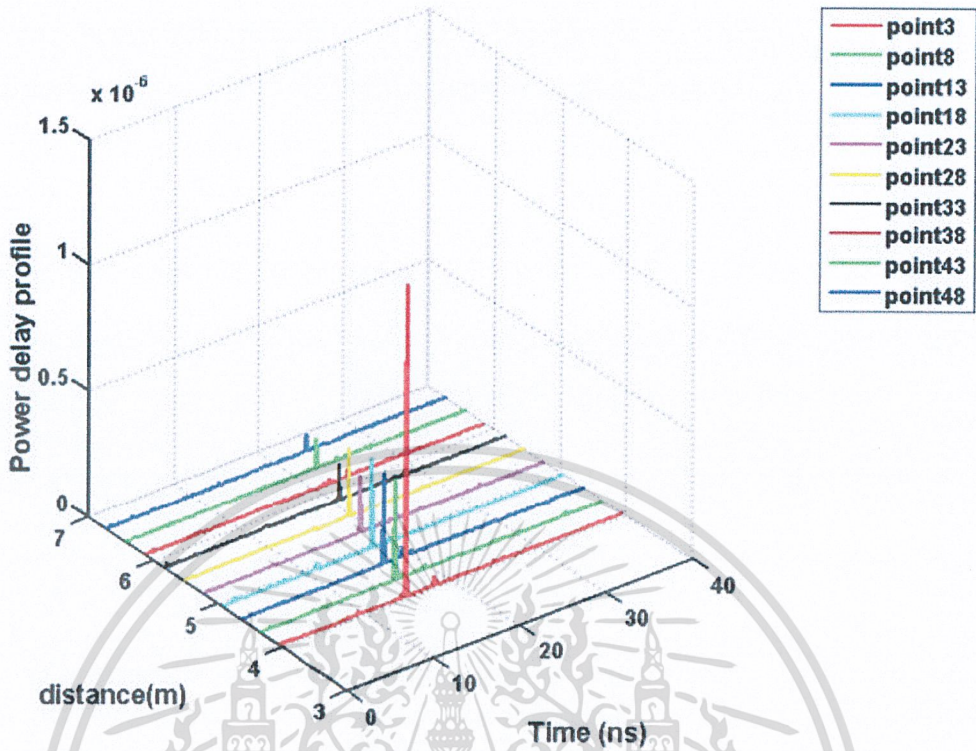 x 10^-6
1.5
1
0.5
0
Power delay profile
7
6
5
4
3
distance(m)
0
10
20
30
40
Time (ns)
point3
point8
point13
point18
point23
point28
point33
point38
point43
point48